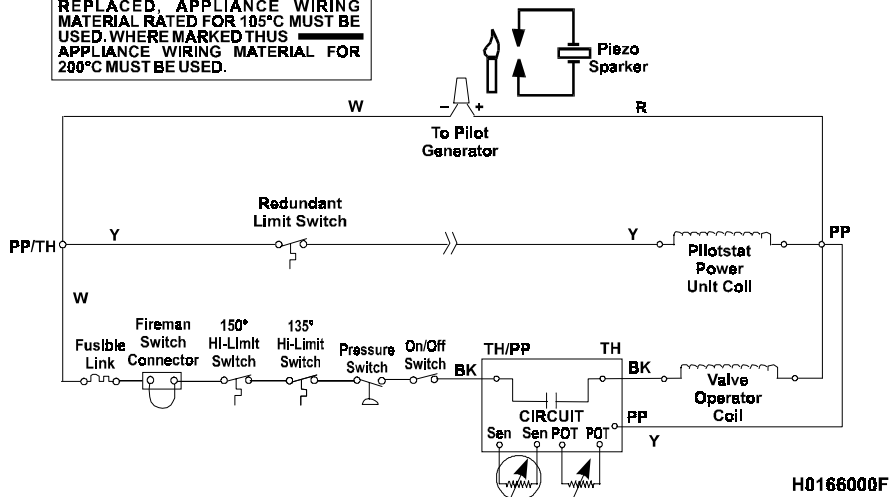 REPLACED, APPLIANCE WIRING
MATERIAL RATED FOR 105°C MUST BE
USED. WHERE MARKED THUS
APPLIANCE WIRING MATERIAL FOR
200°C MUST BE USED.
Piezo
Sparker
W
– +
R
To Pilot
Generator
Redundant
Limit Switch
PP/TH
Y
Y
PP
Pilotstat
Power
Unit Coil
W
Fusible
Link
Fireman
Switch
Connector
150°
Hi-Limit
Switch
135°
Hi-Limit
Switch
Pressure
Switch
On/Off
Switch
BK
TH/PP
TH
BK
Valve
Operator
Coil
CIRCUIT
PP
Sen Sen POT POT
Y
H0166000F